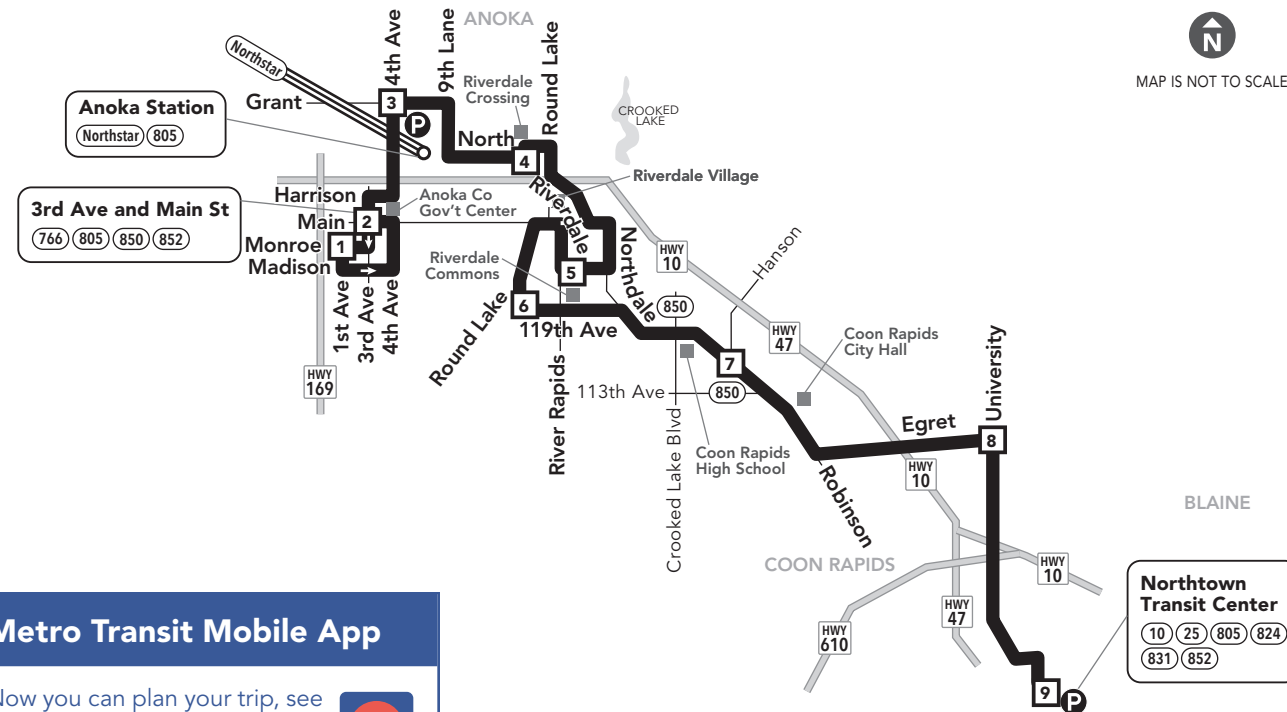 ANOKA
N
MAP IS NOT TO SCALE
Northstar
4th Ave
9th Lane
Round Lake
Riverdale
Crossing
CROOKED
LAKE
Anoka Station
Northstar 805
Grant
3
P
North
4
Riverdale Village
Harrison
Anoka Co
Gov't Center
3rd Ave and Main St
766 805 850 852
Main
2
Monroe
1
Madison
1st Ave
3rd Ave
4th Ave
HWY
169
Riverdale
Northdale
Riverdale
Commons
5
6
Round Lake
119th Ave
River Rapids
HWY
10
Hanson
850
HWY
47
Coon Rapids
City Hall
7
113th Ave
850
Crooked Lake Blvd
Coon Rapids
High School
Robinson
Egret
University
8
HWY
10
BLAINE
COON RAPIDS
HWY
10
HWY
47
HWY
610
Northtown
Transit Center
10 25 805 824
831 852
9
P
Metro Transit Mobile App
Now you can plan your trip, see